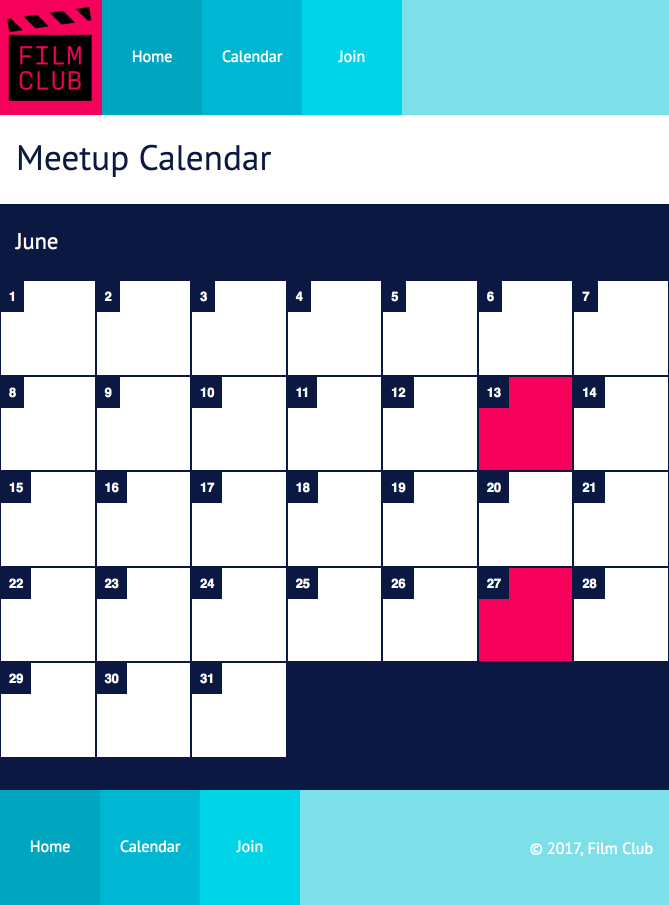 FILM
CLUB
Home Calendar Join
Meetup Calendar
June
1 2 3 4 5 6 7
8 9 10 11 12 13 14
15 16 17 18 19 20 21
22 23 24 25 26 27 28
29 30 31
Home Calendar Join © 2017, Film Club